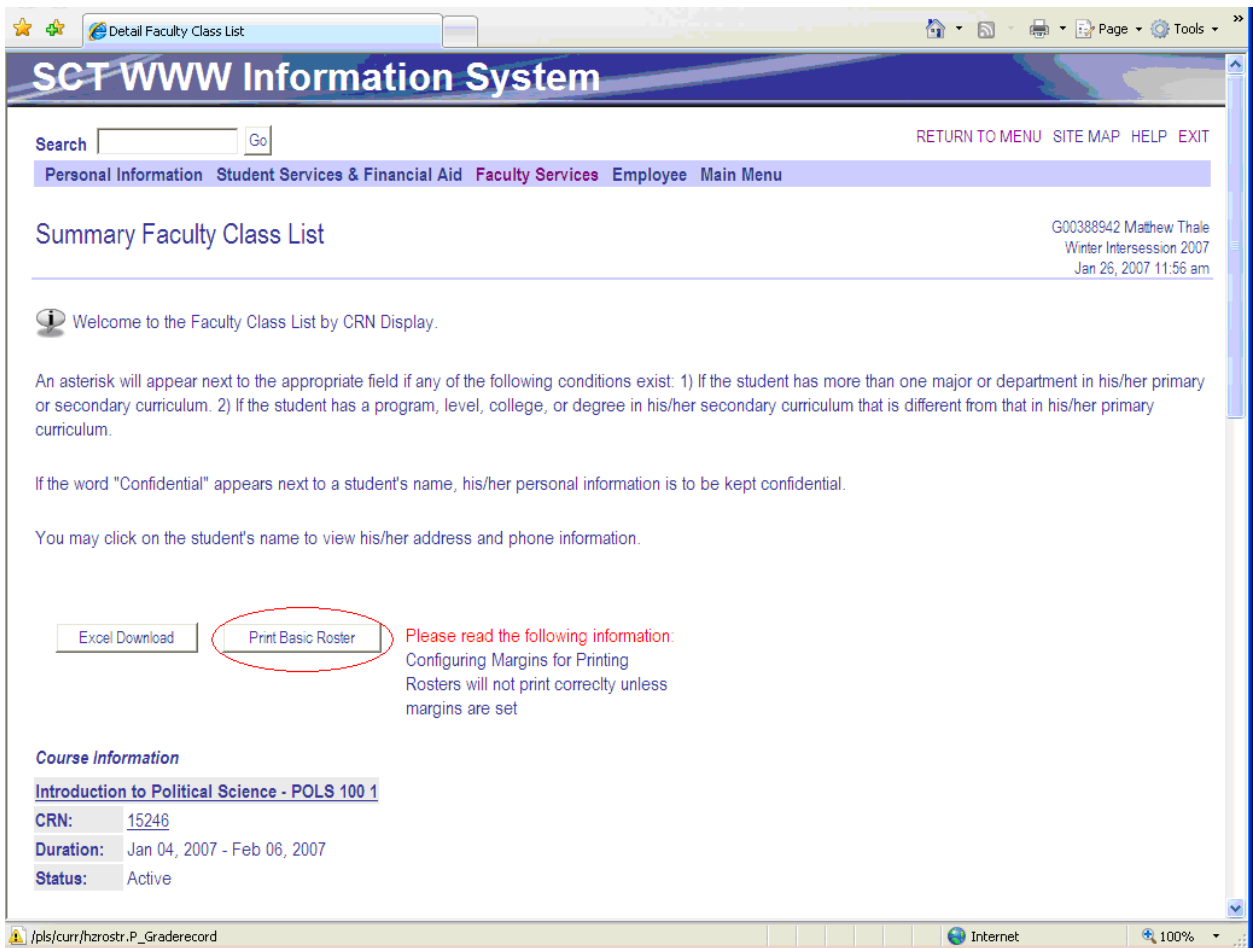 Detail Faculty Class List
Page
Tools
»
SCT WWW Information System
Search
Go
RETURN TO MENU SITE MAP HELP EXIT
Personal Information Student Services & Financial Aid Faculty Services Employee Main Menu
Summary Faculty Class List
G00388942 Matthew Thale
Winter Intersession 2007
Jan 26, 2007 11:56 am
Welcome to the Faculty Class List by CRN Display.
An asterisk will appear next to the appropriate field if any of the following conditions exist: 1) If the student has more than one major or department in his/her primary
or secondary curriculum. 2) If the student has a program, level, college, or degree in his/her secondary curriculum that is different from that in his/her primary
curriculum.
If the word "Confidential" appears next to a student's name, his/her personal information is to be kept confidential.
You may click on the student's name to view his/her address and phone information.
Excel Download
Print Basic Roster
Please read the following information:
Configuring Margins for Printing
Rosters will not print correclty unless
margins are set
Course Information
Introduction to Political Science - POLS 100 1
CRN: 15246
Duration: Jan 04, 2007 - Feb 06, 2007
Status: Active
/pls/curr/hzrostr.P_Graderecord
Internet
100%